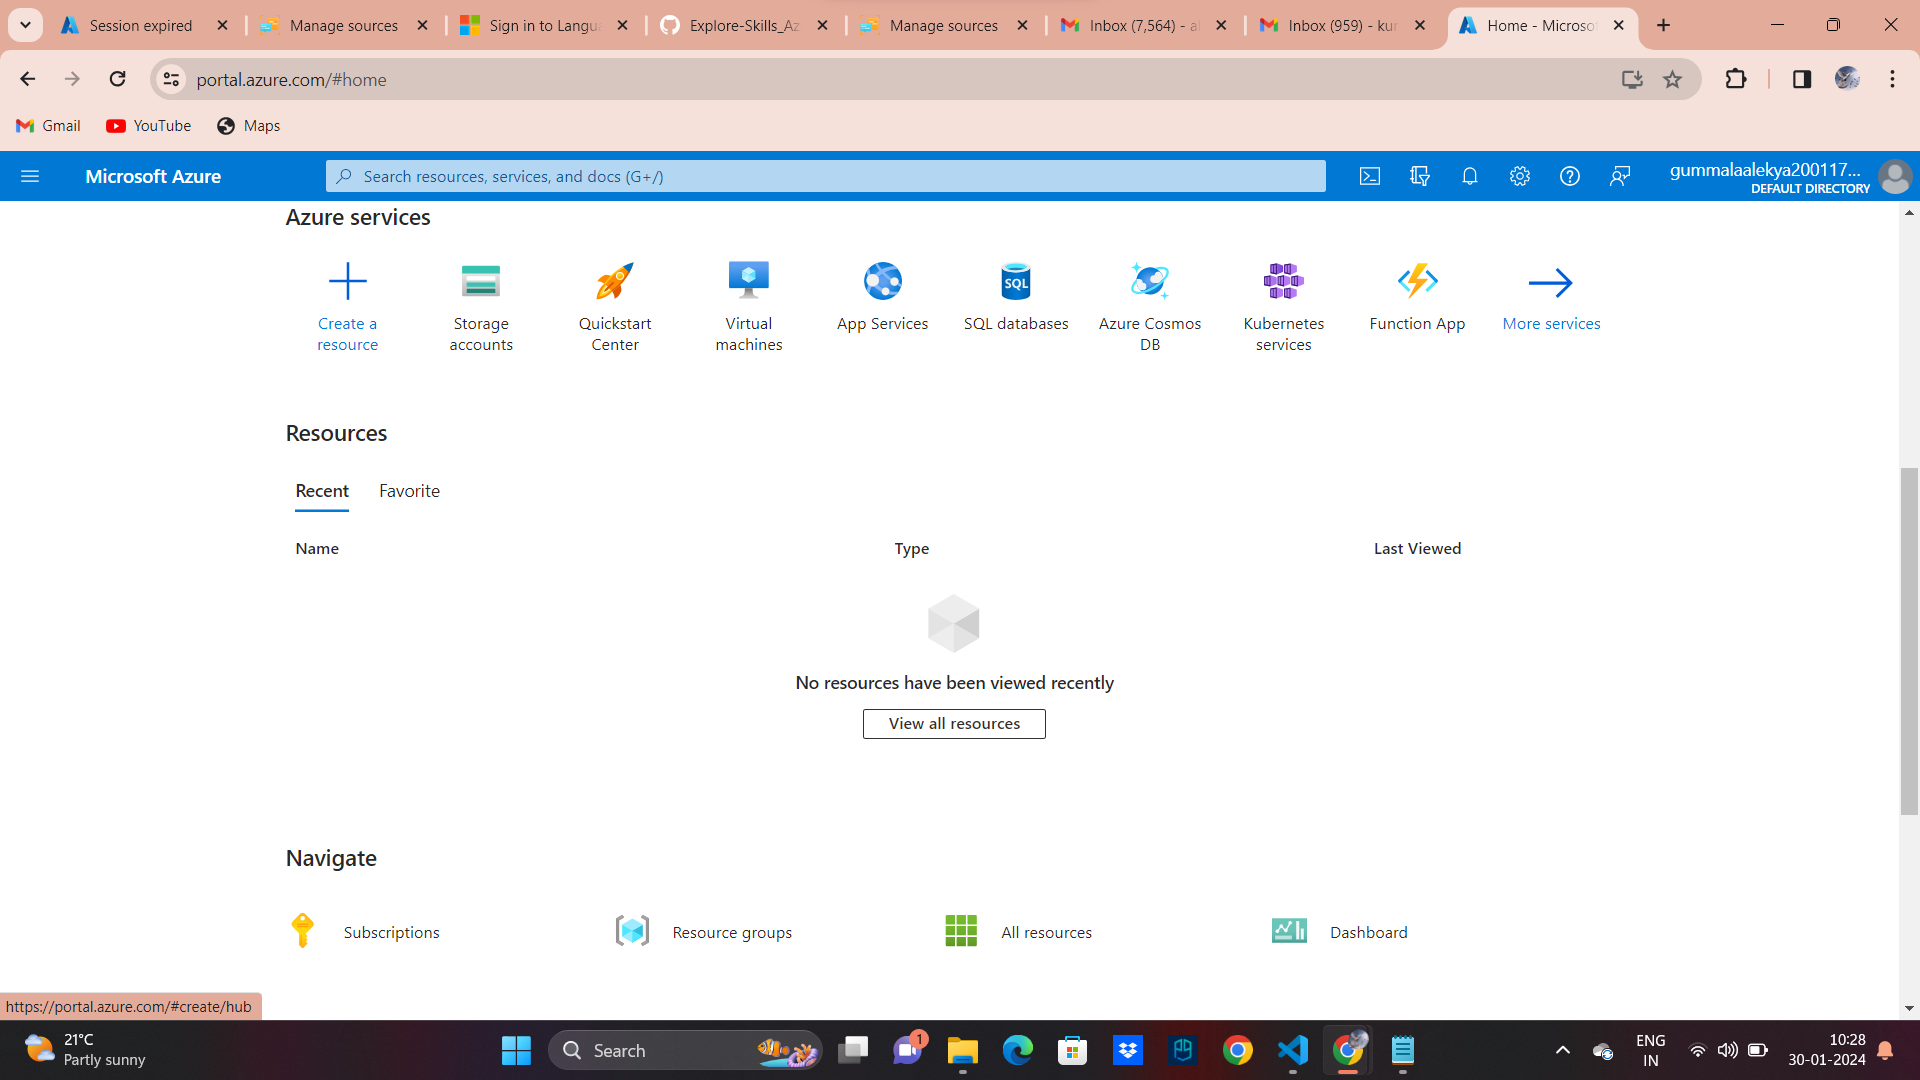 Session expired
Manage sources
Sign in to Langua
Explore-Skills_Az
Manage sources
Inbox (7,564) - al
Inbox (959) - kur
Home - Microsof
portal.azure.com/#home
Gmail
YouTube
Maps
Microsoft Azure
Search resources, services, and docs (G+/)
gummalaalekya200117...
DEFAULT DIRECTORY
Azure services
Create a
resource
Storage
accounts
Quickstart
Center
Virtual
machines
App Services
SQL
SQL databases
Azure Cosmos
DB
Kubernetes
services
Function App
More services
Resources
Recent
Favorite
Name
Type
Last Viewed
No resources have been viewed recently
View all resources
Navigate
Subscriptions
Resource groups
All resources
Dashboard
https://portal.azure.com/#create/hub
21°C
Partly sunny
Search
1
ENG
IN
10:28
30-01-2024